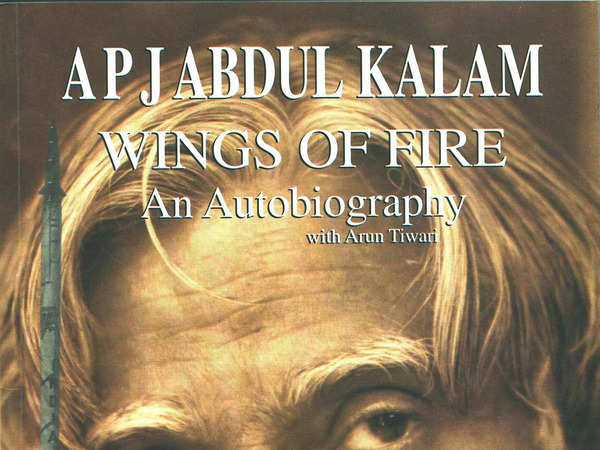 A P J ABDUL KALAM
WINGS OF FIRE
An Autobiography
with Arun Tiwari